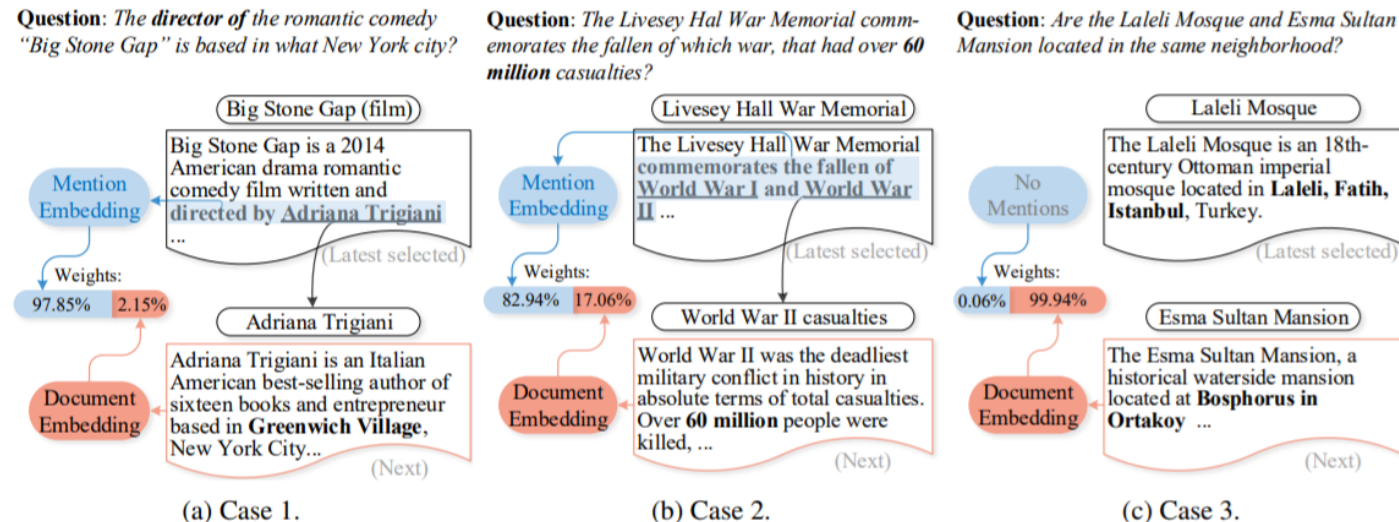 Question: The director of the romantic comedy
“Big Stone Gap” is based in what New York city?
Big Stone Gap (film)
Big Stone Gap is a 2014
American drama romantic
comedy film written and
directed by Adriana Trigiani
...
(Latest selected)
Mention
Embedding
Weights:
97.85% 2.15%
Adriana Trigiani
Adriana Trigiani is an Italian
American best-selling author of
sixteen books and entrepreneur
based in Greenwich Village,
New York City...
(Next)
Document
Embedding
(a) Case 1.
Question: The Livesey Hal War Memorial comm-
emorates the fallen of which war, that had over 60
million casualties?
Livesey Hall War Memorial
The Livesey Hall War Memorial
commemorates the fallen of
World War I and World War
II ...
(Latest selected)
Mention
Embedding
Weights:
82.94% 17.06%
World War II casualties
World War II was the deadliest
military conflict in history in
absolute terms of total casualties.
Over 60 million people were
killed, ...
(Next)
Document
Embedding
(b) Case 2.
Question: Are the Laleli Mosque and Esma Sultan
Mansion located in the same neighborhood?
Laleli Mosque
The Laleli Mosque is an 18th-
century Ottoman imperial
mosque located in Laleli, Fatih,
Istanbul, Turkey.
(Latest selected)
No
Mentions
Weights:
0.06% 99.94%
Esma Sultan Mansion
The Esma Sultan Mansion, a
historical waterside mansion
located at Bosphorus in
Ortakoy ...
(Next)
Document
Embedding
(c) Case 3.